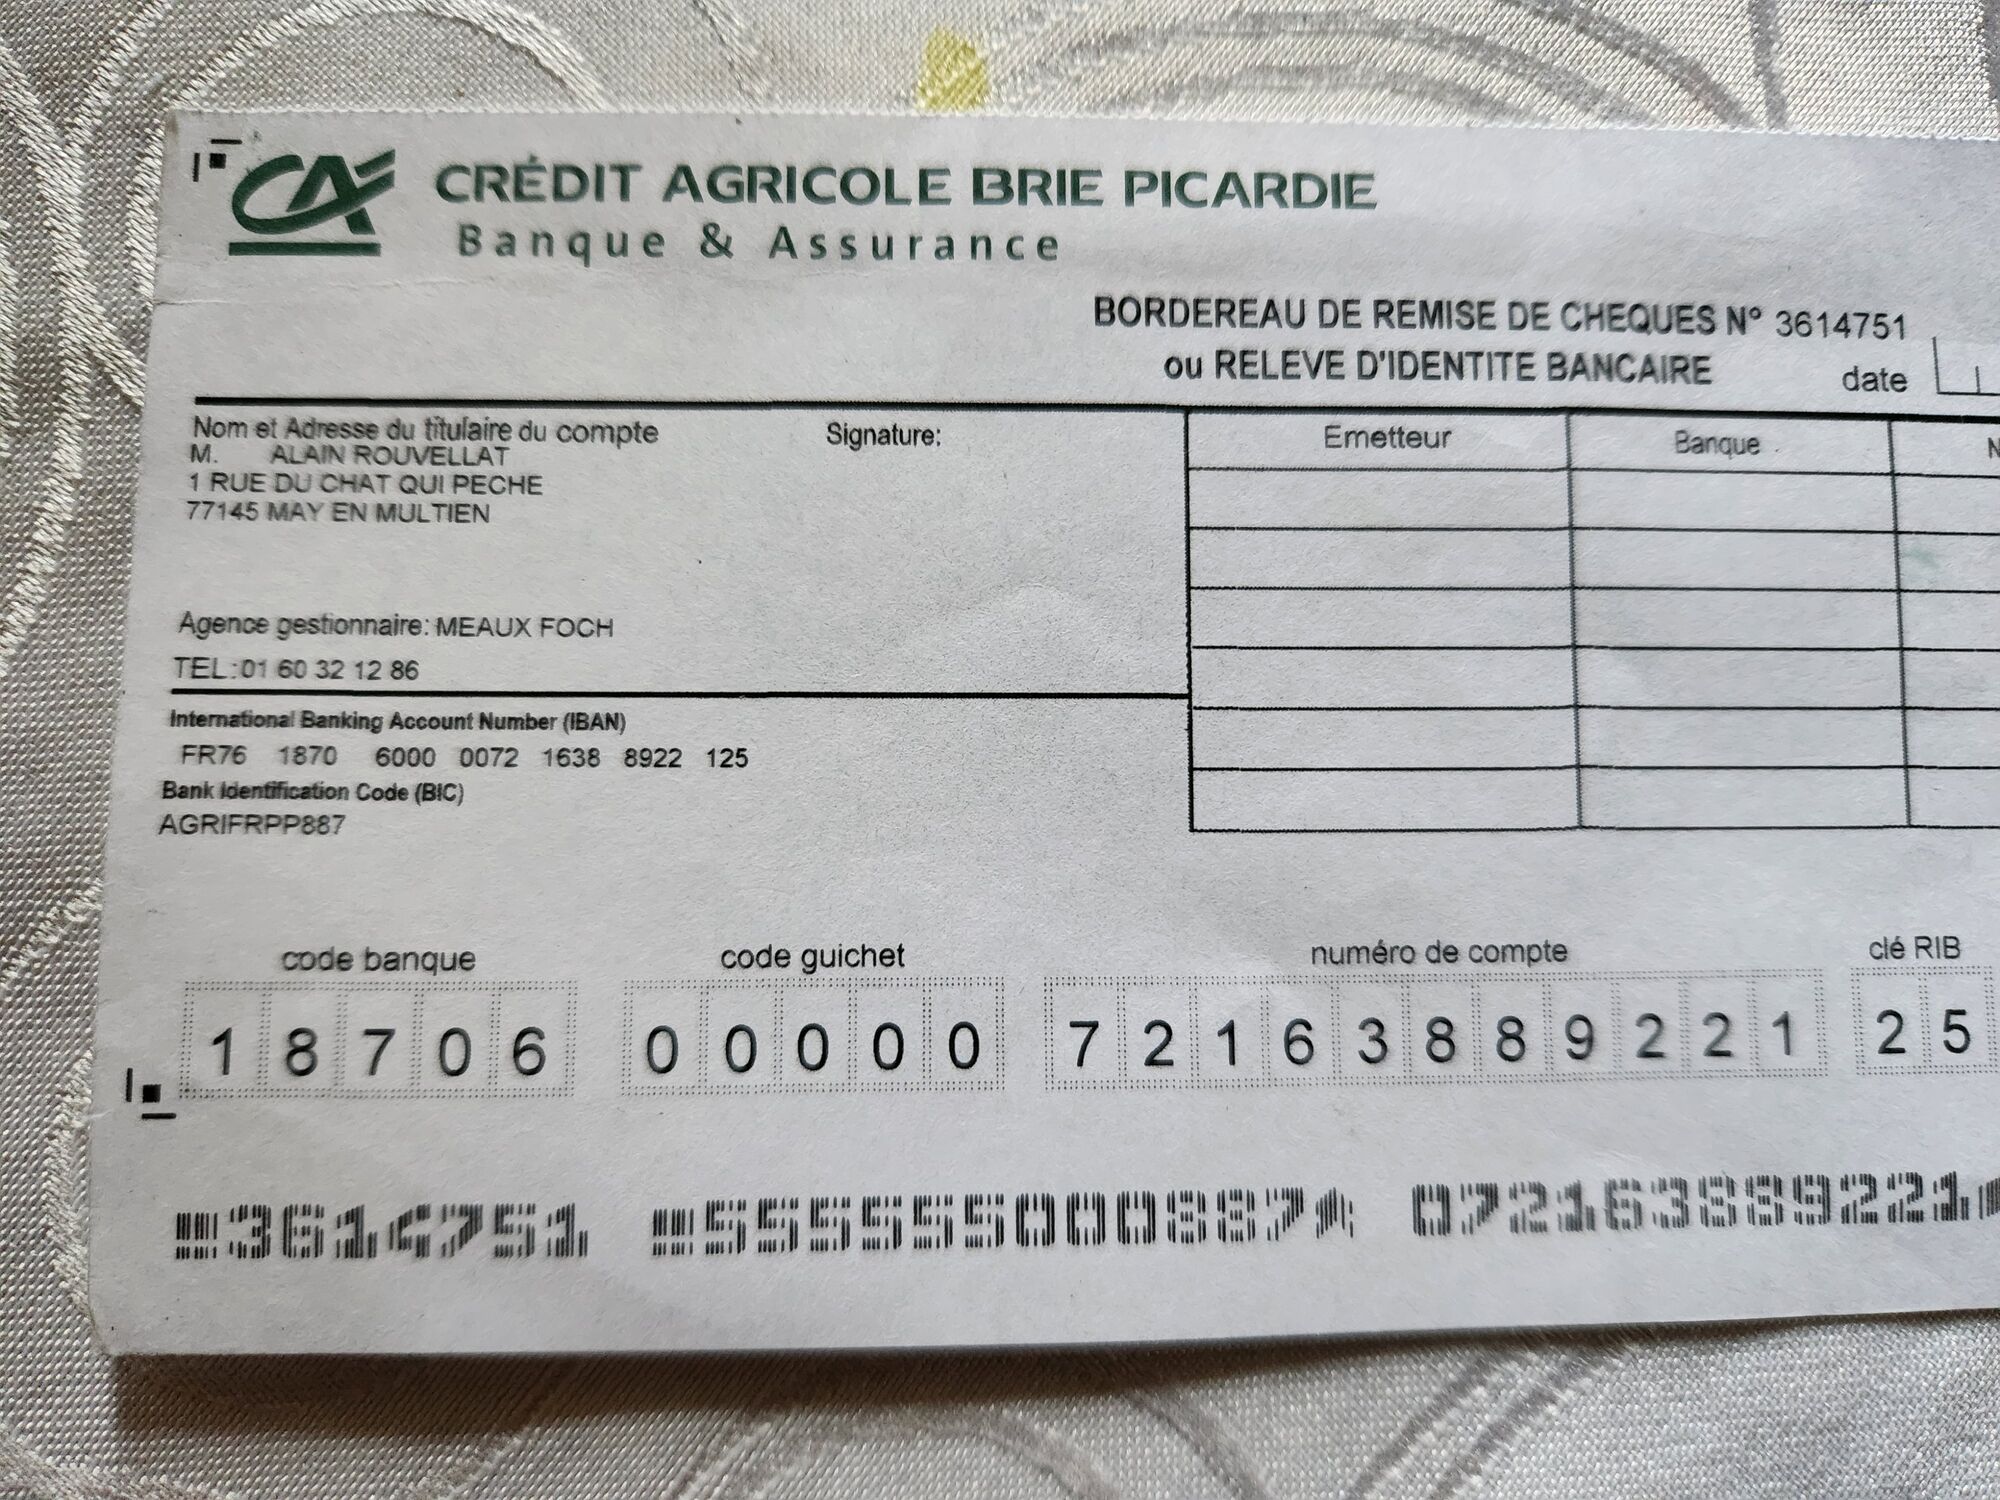 CA
CRÉDIT AGRICOLE BRIE PICARDIE
Banque & Assurance
BORDEREAU DE REMISE DE CHEQUES N° 3614751
ou RELEVE D'IDENTITE BANCAIRE
date
Nom et Adresse du titulaire du compte
Signature:
M. ALAIN ROUVELLAT
1 RUE DU CHAT QUI PECHE
77145 MAY EN MULTIEN
Emetteur Banque N
Agence gestionnaire: MEAUX FOCH
TEL:01 60 32 12 86
International Banking Account Number (IBAN)
FR76 1870 6000 0072 1638 8922 125
Bank Identification Code (BIC)
AGRIFRPP887
code banque code guichet numéro de compte clé RIB
18706 00000 72163889221 25
3614751 555555000887 072163889221